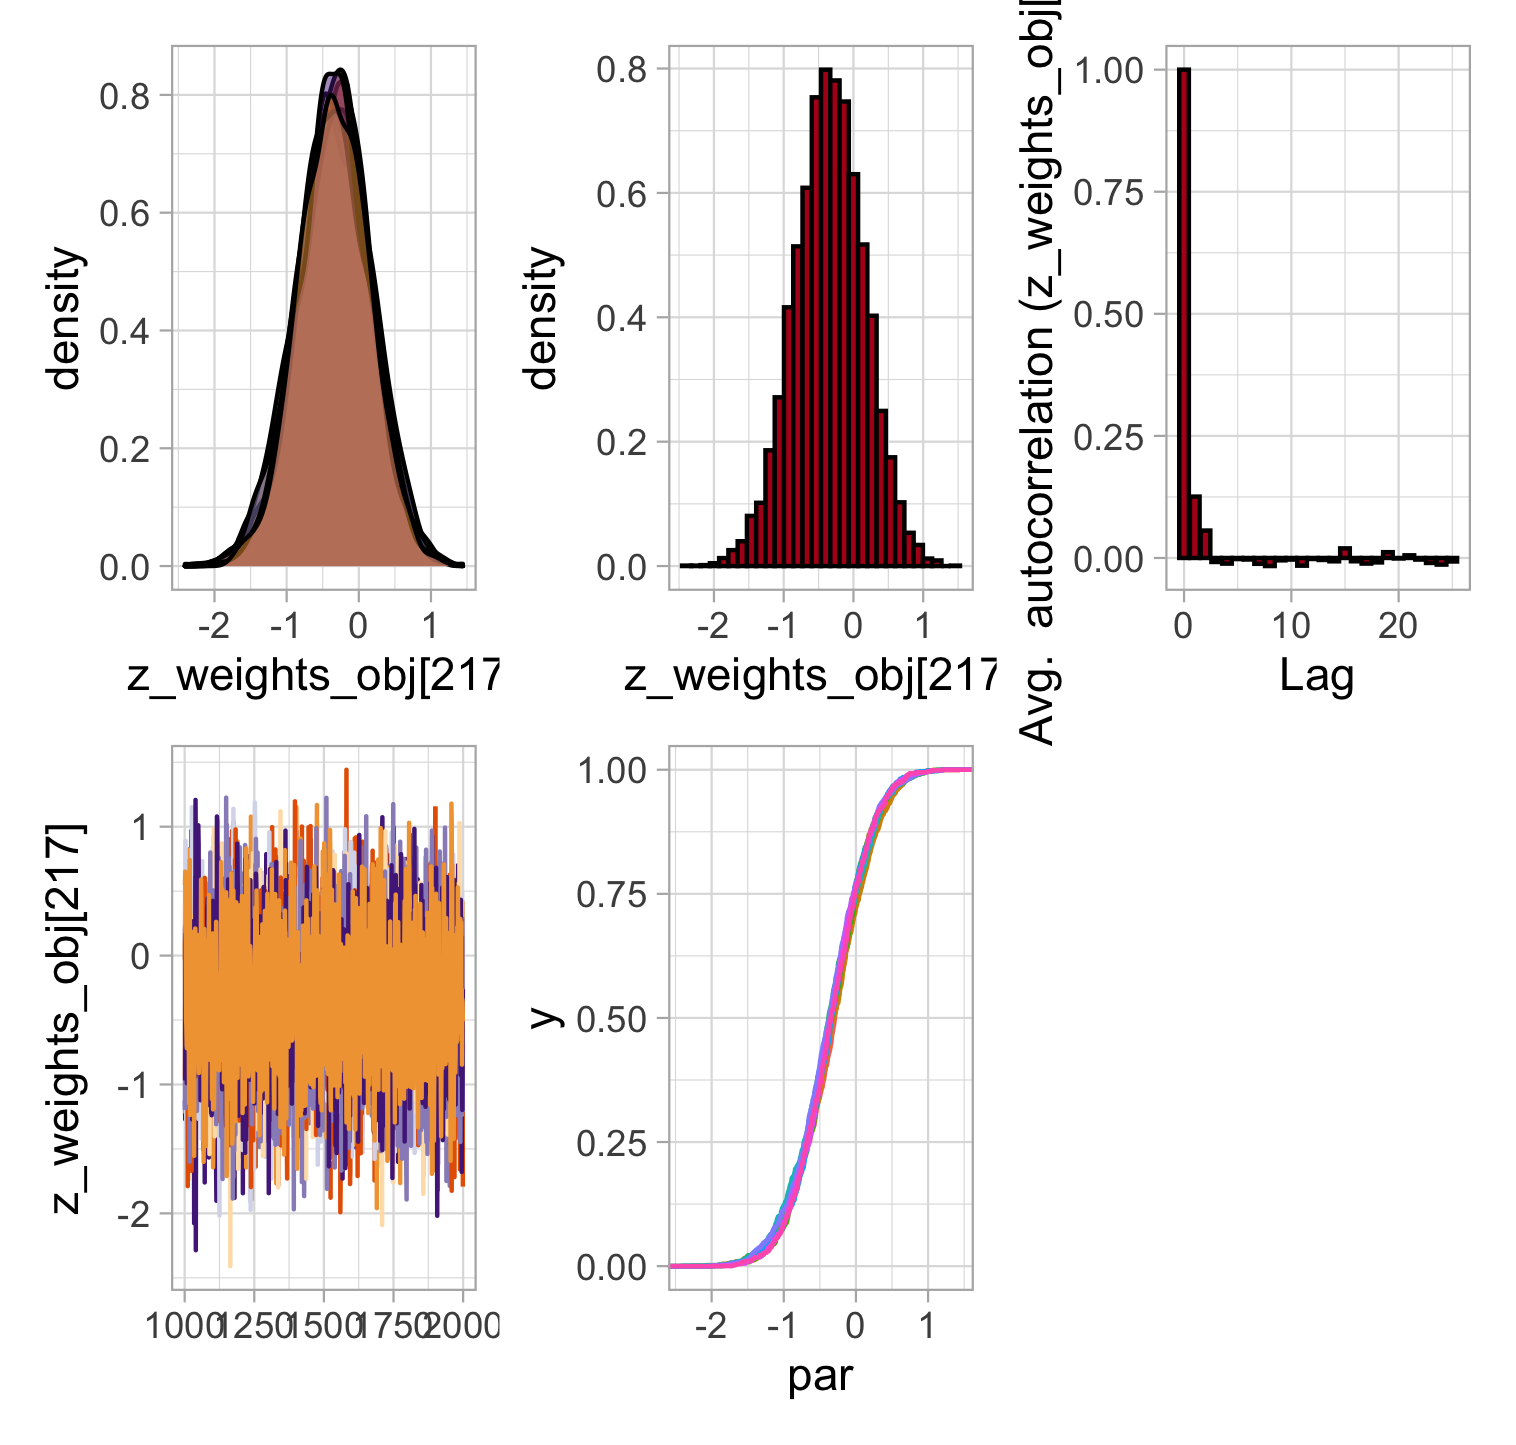 density
0.8
0.6
0.4
0.2
0.0
-2 -1 0 1
z_weights_obj[217
density
0.8
0.6
0.4
0.2
0.0
-2 -1 0 1
z_weights_obj[217
Avg. autocorrelation (z_weights_obj[
1.00
0.75
0.50
0.25
0.00
0 10 20
Lag
z_weights_obj[217]
1
0
-1
-2
1000 1250 1500 1750 2000
y
1.00
0.75
0.50
0.25
0.00
-2 -1 0 1
par